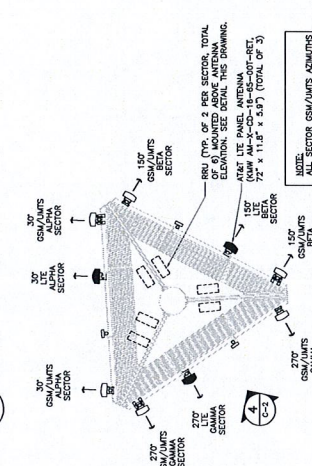 30°
GSM/UMTS
ALPHA
SECTOR
30°
LTE
ALPHA
SECTOR
30°
GSM/UMTS
ALPHA
SECTOR
150°
GSM/UMTS
BETA
SECTOR
RRU (TYP. OF 2 PER SECTOR, TOTAL
OF 6) MOUNTED ABOVE ANTENNA
ELEVATION. SEE DETAIL THIS DRAWING.
AT&T LTE PANEL ANTENNA
(KMW AM-X-CD-16-65-00T-RET,
72" x 11.8" x 5.9") (TOTAL OF 3)
150°
LTE
BETA
SECTOR
150°
GSM/UMTS
BETA
270°
GSM/UMTS
GAMMA
270°
LTE
GAMMA
SECTOR
270°
GSM/UMTS
GAMMA
SECTOR
4
C-2
NOTE:
ALL SECTOR GSM/UMTS AZIMUTHS